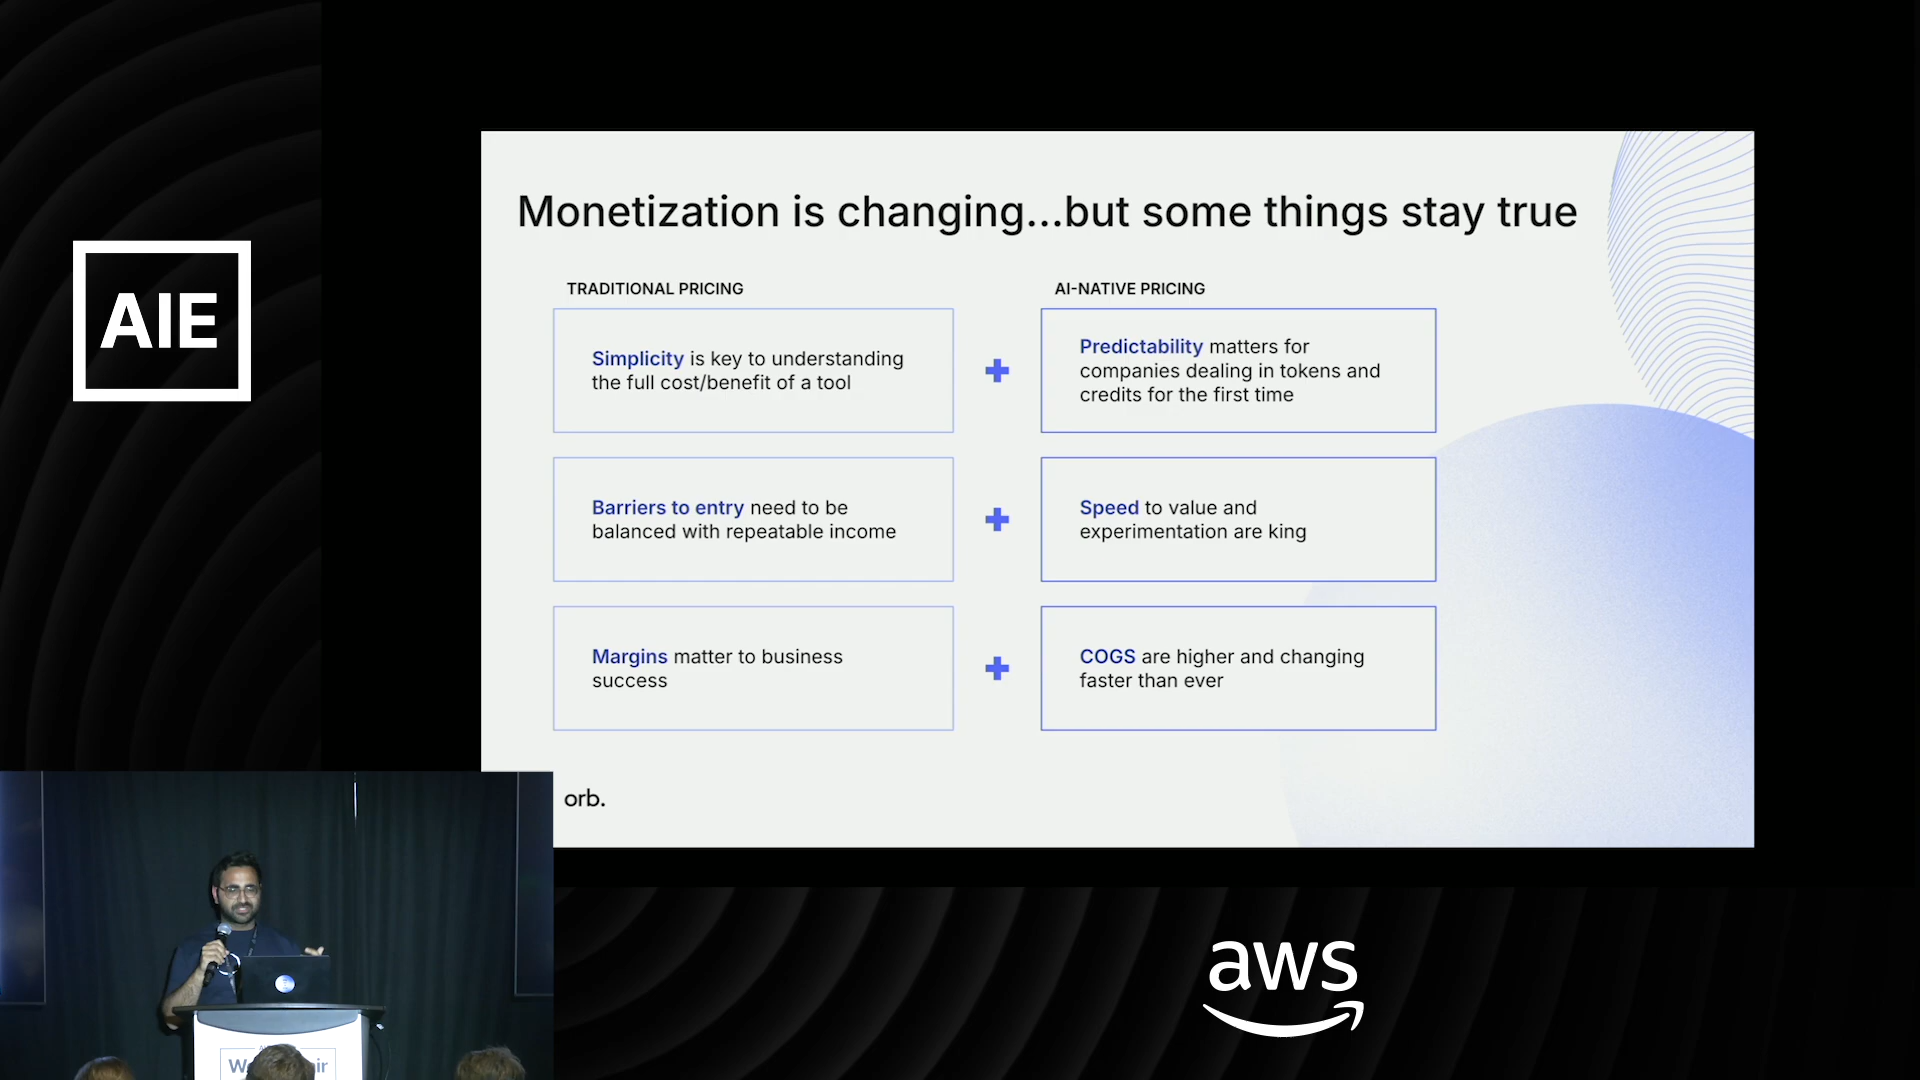 AIE
Monetization is changing...but some things stay true
TRADITIONAL PRICING
Simplicity is key to understanding
the full cost/benefit of a tool
Barriers to entry need to be
balanced with repeatable income
Margins matter to business
success
AI-NATIVE PRICING
Predictability matters for
companies dealing in tokens and
credits for the first time
Speed to value and
experimentation are king
COGS are higher and changing
faster than ever
orb.
aws